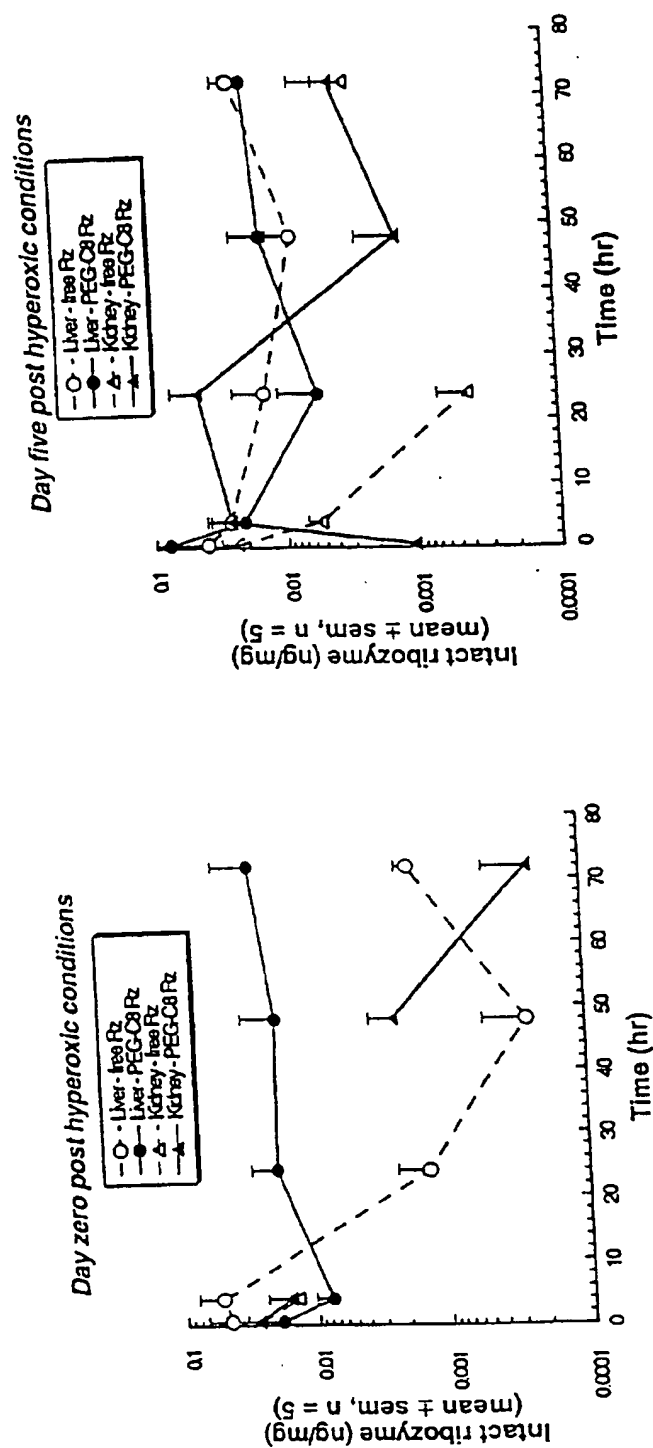 Day zero post hyperoxic conditions
Liver - free Rz
Liver - PEG-C8 Rz
Kidney - free Rz
Kidney - PEG-C8 Rz
Intact ribozyme (ng/mg)
(mean ± sem, n = 5)
0.1
0.01
0.001
0.0001
0 10 20 30 40 50 60 70 80
Time (hr)
Day five post hyperoxic conditions
Liver - free Rz
Liver - PEG-C8 Rz
Kidney - free Rz
Kidney - PEG-C8 Rz
Intact ribozyme (ng/mg)
(mean ± sem, n = 5)
0.1
0.01
0.001
0.0001
0 10 20 30 40 50 60 70 80
Time (hr)